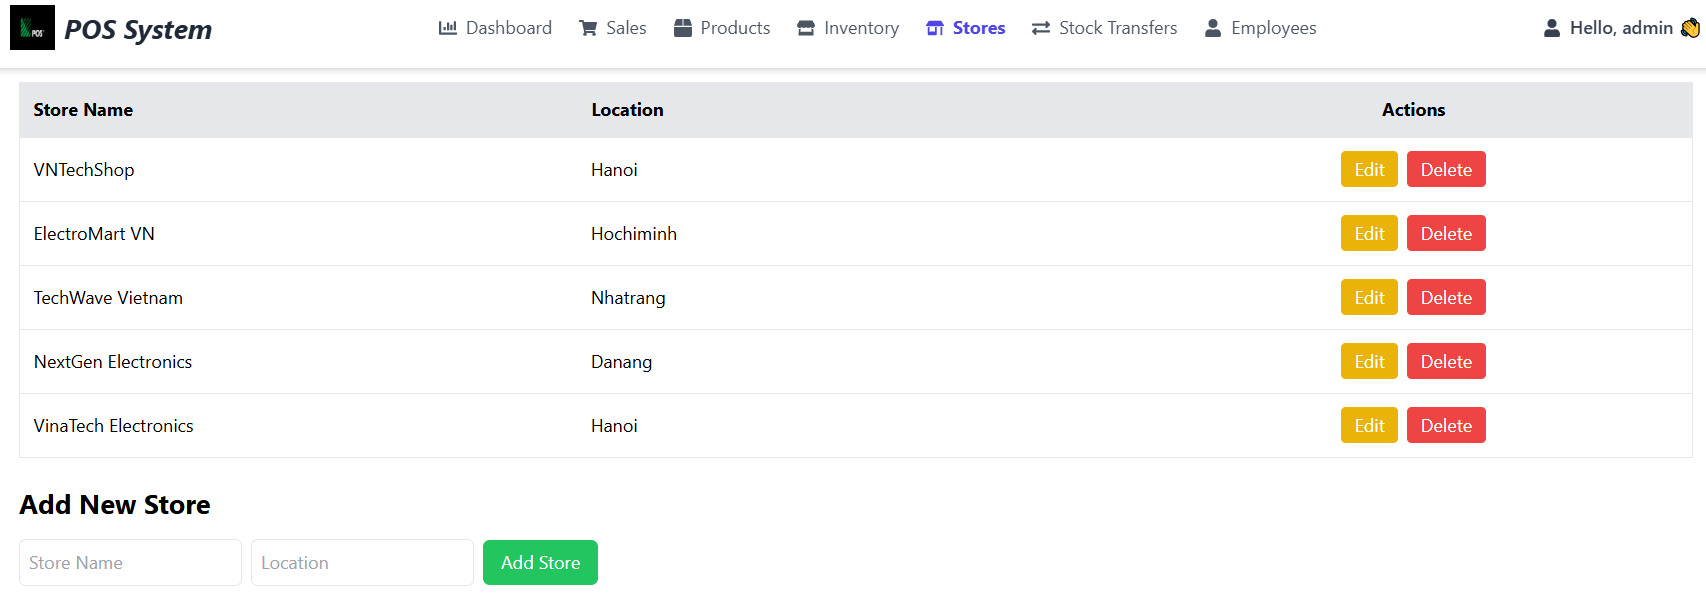 POS POS System Dashboard Sales Products Inventory Stores Stock Transfers Employees Hello, admin 👋
Store Name Location Actions
VNTechShop Hanoi Edit Delete
ElectroMart VN Hochiminh Edit Delete
TechWave Vietnam Nhatrang Edit Delete
NextGen Electronics Danang Edit Delete
VinaTech Electronics Hanoi Edit Delete
Add New Store
Store Name Location Add Store